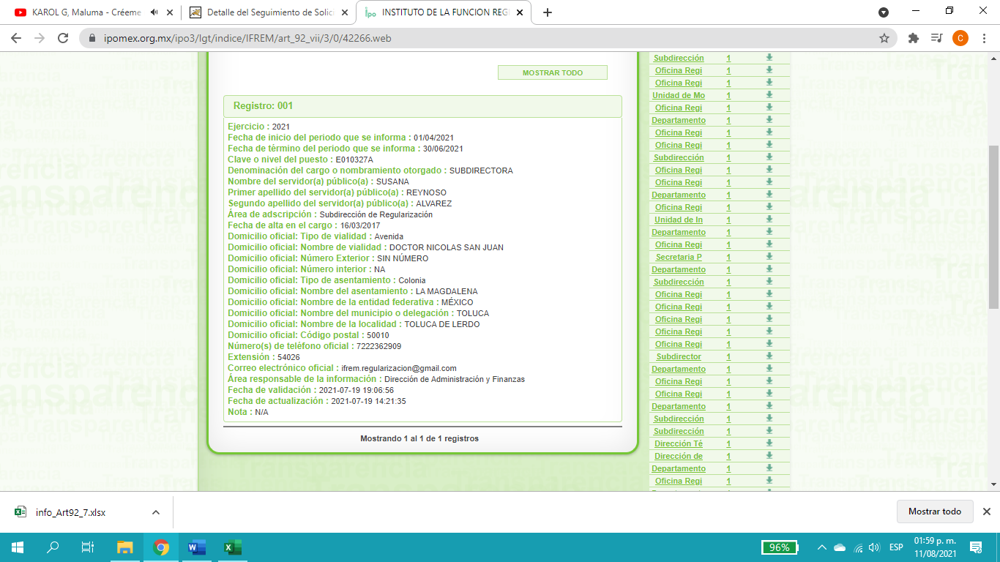 KAROL G, Maluma - Créeme
Detalle del Seguimiento de Solic
ipo INSTITUTO DE LA FUNCION REG
ipomex.org.mx/ipo3/lgt/indice/IFREM/art_92_vii/3/0/42266.web
C
MOSTRAR TODO
Registro: 001
Ejercicio : 2021
Fecha de inicio del periodo que se informa : 01/04/2021
Fecha de término del periodo que se informa : 30/06/2021
Clave o nivel del puesto : E010327A
Denominación del cargo o nombramiento otorgado : SUBDIRECTORA
Nombre del servidor(a) público(a) : SUSANA
Primer apellido del servidor(a) público(a) : REYNOSO
Segundo apellido del servidor(a) público(a) : ALVAREZ
Área de adscripción : Subdirección de Regularización
Fecha de alta en el cargo : 16/03/2017
Domicilio oficial: Tipo de vialidad : Avenida
Domicilio oficial: Nombre de vialidad : DOCTOR NICOLAS SAN JUAN
Domicilio oficial: Número Exterior : SIN NÚMERO
Domicilio oficial: Número interior : NA
Domicilio oficial: Tipo de asentamiento : Colonia
Domicilio oficial: Nombre del asentamiento : LA MAGDALENA
Domicilio oficial: Nombre de la entidad federativa : MÉXICO
Domicilio oficial: Nombre del municipio o delegación : TOLUCA
Domicilio oficial: Nombre de la localidad : TOLUCA DE LERDO
Domicilio oficial: Código postal : 50010
Número(s) de teléfono oficial : 7222362909
Extensión : 54026
Correo electrónico oficial : ifrem.regularizacion@gmail.com
Área responsable de la información : Dirección de Administración y Finanzas
Fecha de validación : 2021-07-19 19:06:56
Fecha de actualización : 2021-07-19 14:21:35
Nota : N/A
Mostrando 1 al 1 de 1 registros
Subdirección 1
Oficina Regi 1
Oficina Regi 1
Unidad de Mo 1
Oficina Regi 1
Departamento 1
Oficina Regi 1
Oficina Regi 1
Subdirección 1
Oficina Regi 1
Oficina Regi 1
Departamento 1
Oficina Regi 1
Unidad de In 1
Departamento 1
Oficina Regi 1
Secretaria P 1
Departamento 1
Subdirección 1
Oficina Regi 1
Oficina Regi 1
Oficina Regi 1
Oficina Regi 1
Oficina Regi 1
Subdirector 1
Departamento 1
Oficina Regi 1
Oficina Regi 1
Departamento 1
Subdirección 1
Subdirección 1
Dirección Té 1
Dirección de 1
Departamento 1
Oficina Regi 1
info_Art92_7.xlsx
Mostrar todo
96%
ESP
01:59 p. m.
11/08/2021